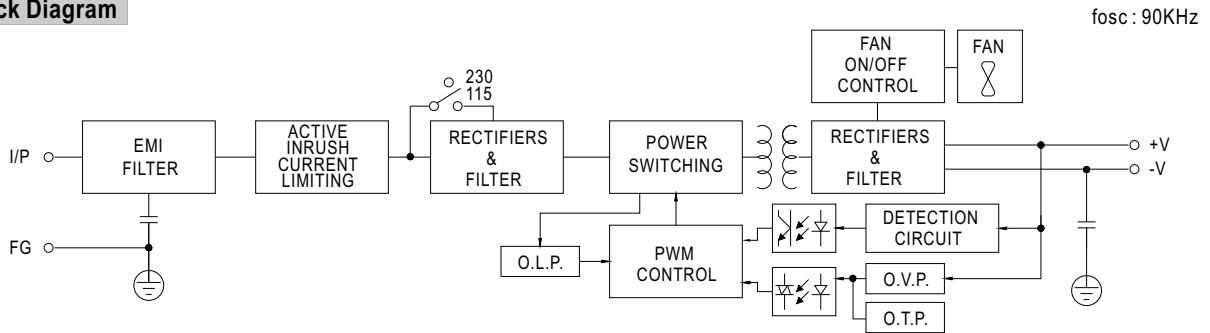 ck Diagram
fosc : 90KHz
FAN
ON/OFF
CONTROL
FAN
230
115
I/P
EMI
FILTER
ACTIVE
INRUSH
CURRENT
LIMITING
RECTIFIERS
&
FILTER
POWER
SWITCHING
RECTIFIERS
&
FILTER
+V
-V
FG
O.L.P.
PWM
CONTROL
DETECTION
CIRCUIT
O.V.P.
O.T.P.